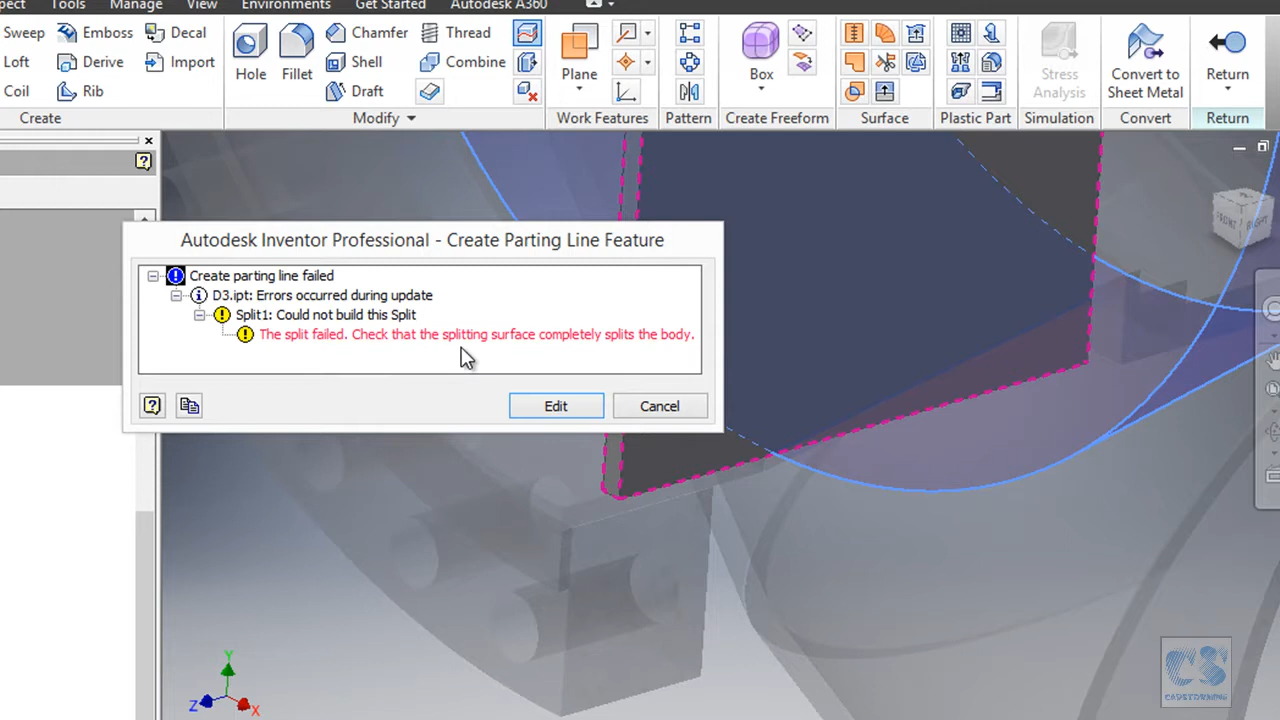 pect Tools Manage View Environments Get Started Autodesk A360
Sweep Emboss Decal Chamfer Thread
Loft Derive Import Shell Combine
Coil Rib Hole Fillet Draft Plane Box Stress Analysis Convert to Sheet Metal Return
Create Modify Work Features Pattern Create Freeform Surface Plastic Part Simulation Convert Return
Autodesk Inventor Professional - Create Parting Line Feature
Create parting line failed
D3.ipt: Errors occurred during update
Split1: Could not build this Split
The split failed. Check that the splitting surface completely splits the body.
Edit Cancel
FRONT RIGHT
Y
Z X
CS